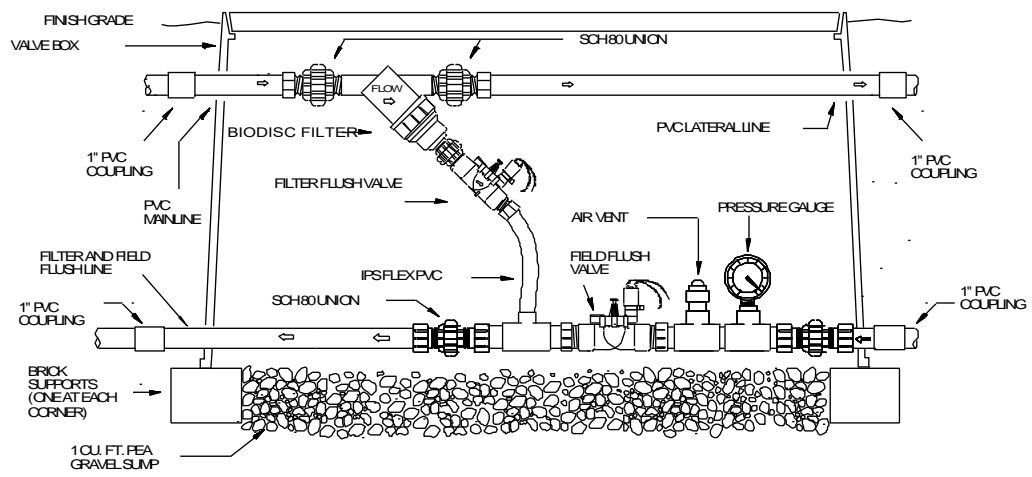 FINISH GRADE
VALVE BOX
SCH 80 UNION
FLOW
BIODISC FILTER
PVC LATERAL LINE
1" PVC
COUPLING
1" PVC
COUPLING
FILTER FLUSH VALVE
PVC
MAINLINE
AIR VENT
PRESSURE GAUGE
FILTER AND FIELD
FLUSH LINE
IPS FLEX PVC
FIELD FLUSH
VALVE
SCH 80 UNION
1" PVC
COUPLING
1" PVC
COUPLING
BRICK
SUPPORTS
(ONE AT EACH
CORNER)
1 CU. FT. PEA
GRAVEL SUMP